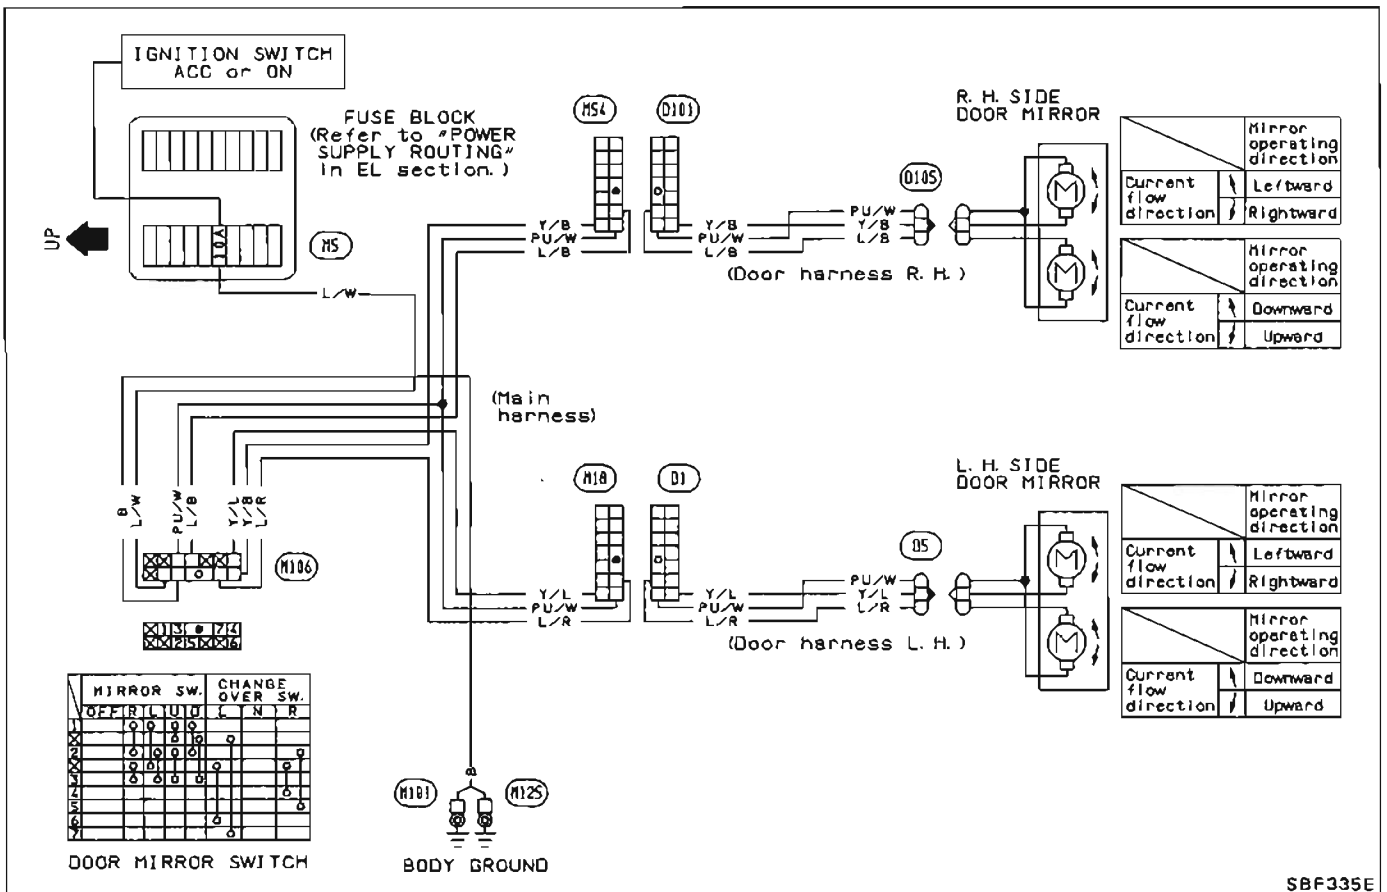 IGNITION SWITCH
ACC or ON
FUSE BLOCK
(Refer to "POWER
SUPPLY ROUTING"
in EL section.)
UP
10A
M5
L/W
M54
D101
Y/B
PU/W
L/B
Y/B
PU/W
L/B
D105
PU/W
Y/B
L/B
(Door harness R. H. )
R. H. SIDE
DOOR MIRROR
M
M
Mirror
operating
direction
Current
flow
direction
Leftward
Rightward
Mirror
operating
direction
Current
flow
direction
Downward
Upward
(Main
harness)
B
L/W
PU/W
L/B
Y/L
Y/B
L/R
M106
M18
D1
Y/L
PU/W
L/R
Y/L
PU/W
L/R
D5
PU/W
Y/L
L/R
(Door harness L. H. )
L. H. SIDE
DOOR MIRROR
M
M
Mirror
operating
direction
Current
flow
direction
Leftward
Rightward
Mirror
operating
direction
Current
flow
direction
Downward
Upward
1 3 7 4
2 5 6
MIRROR SW.
CHANGE
OVER SW.
OFF R L U D L N R
1
2
3
4
5
6
7
DOOR MIRROR SWITCH
B
M101
M125
BODY GROUND
SBF335E